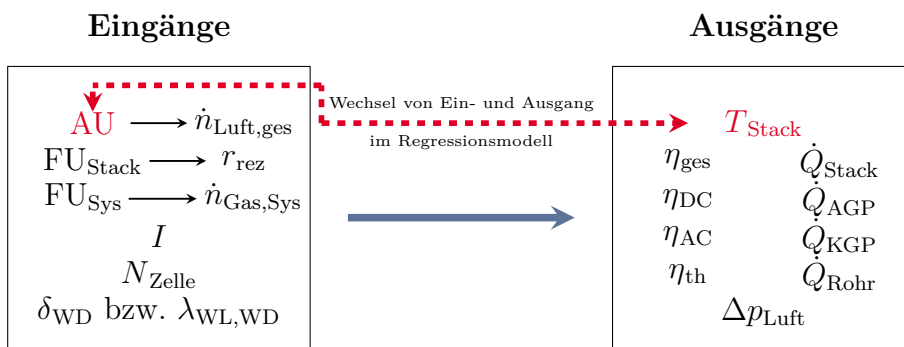 Eingänge
AU → ṅ_Luft,ges
FU_Stack → r_rez
FU_Sys → ṅ_Gas,Sys
I
N_Zelle
δ_WD bzw. λ_WL,WD
Wechsel von Ein- und Ausgang
im Regressionsmodell
Ausgänge
T_Stack
η_ges Q̇_Stack
η_DC Q̇_AGP
η_AC Q̇_KGP
η_th Q̇_Rohr
Δp_Luft